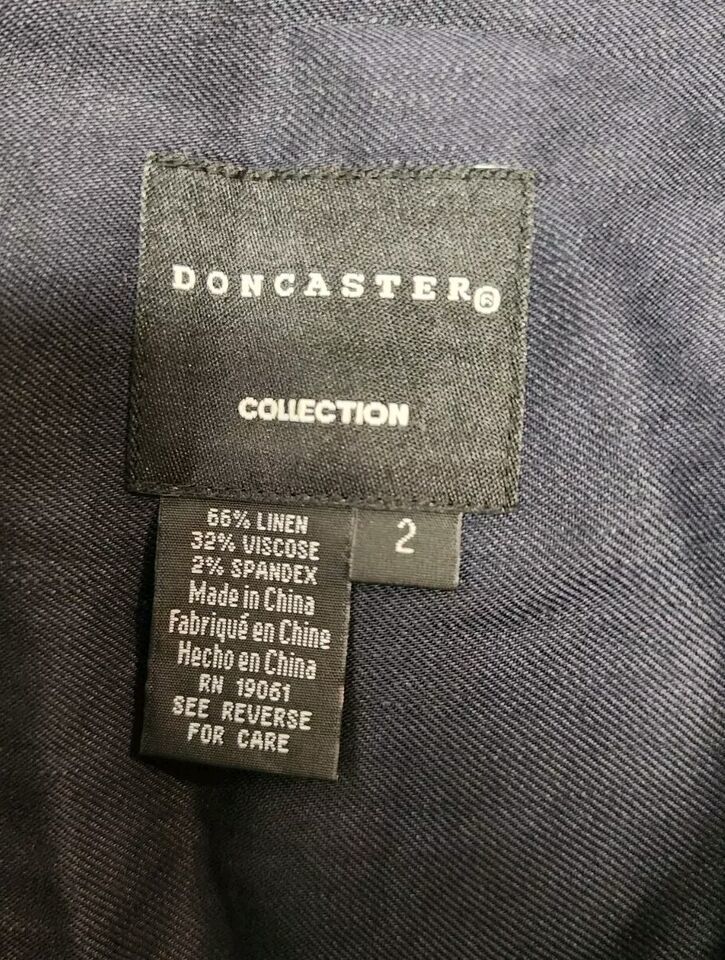 DONCASTER®
COLLECTION
2
66% LINEN
32% VISCOSE
2% SPANDEX
Made in China
Fabriqué en Chine
Hecho en China
RN 19061
SEE REVERSE
FOR CARE